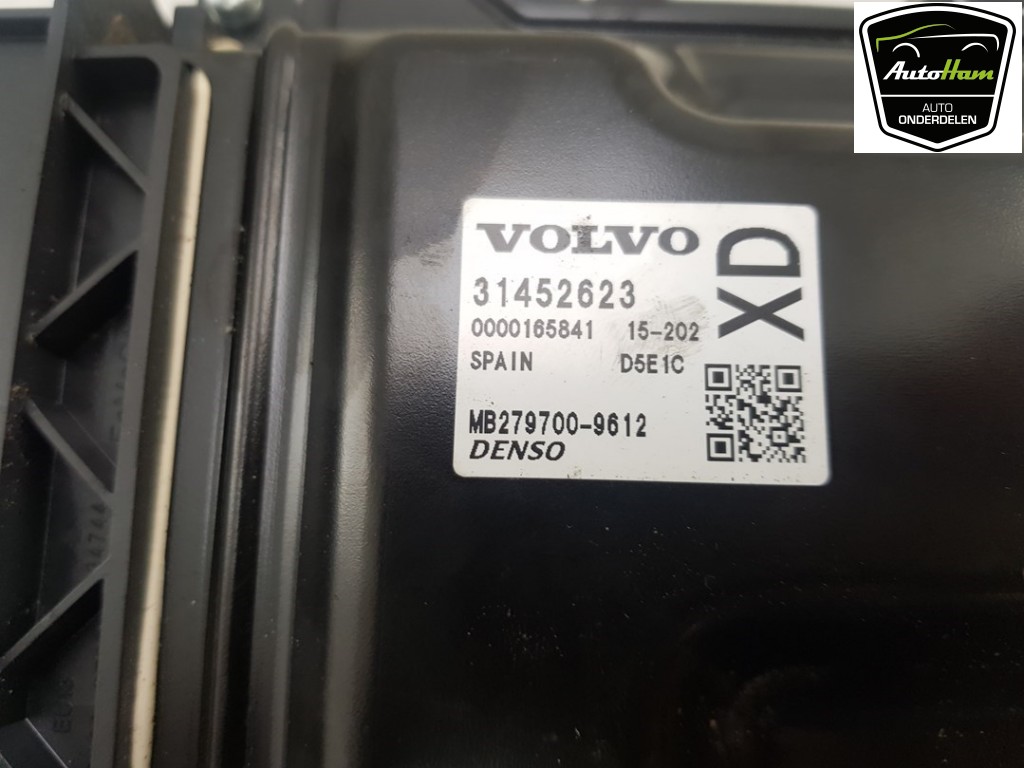 AutoHam
AUTO
ONDERDELEN
VOLVO
XD
31452623
0000165841 15-202
SPAIN D5E1C
MB279700-9612
DENSO